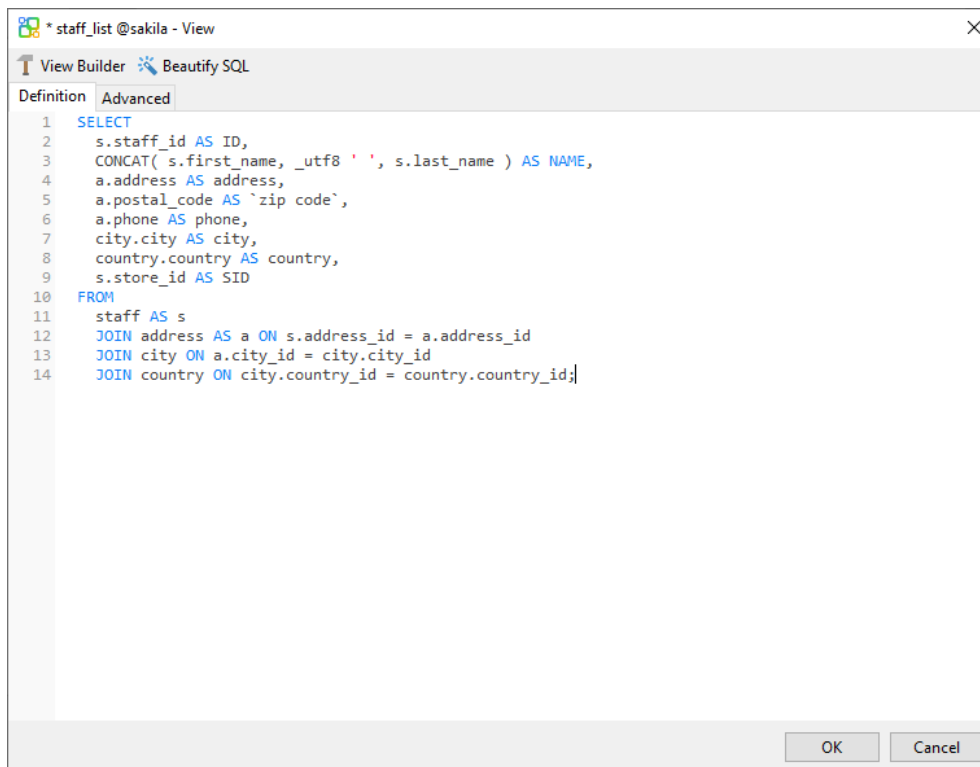 * staff_list @sakila - View
View Builder Beautify SQL
Definition Advanced
1 SELECT
2 s.staff_id AS ID,
3 CONCAT( s.first_name, _utf8 ' ', s.last_name ) AS NAME,
4 a.address AS address,
5 a.postal_code AS `zip code`,
6 a.phone AS phone,
7 city.city AS city,
8 country.country AS country,
9 s.store_id AS SID
10 FROM
11 staff AS s
12 JOIN address AS a ON s.address_id = a.address_id
13 JOIN city ON a.city_id = city.city_id
14 JOIN country ON city.country_id = country.country_id;
OK Cancel